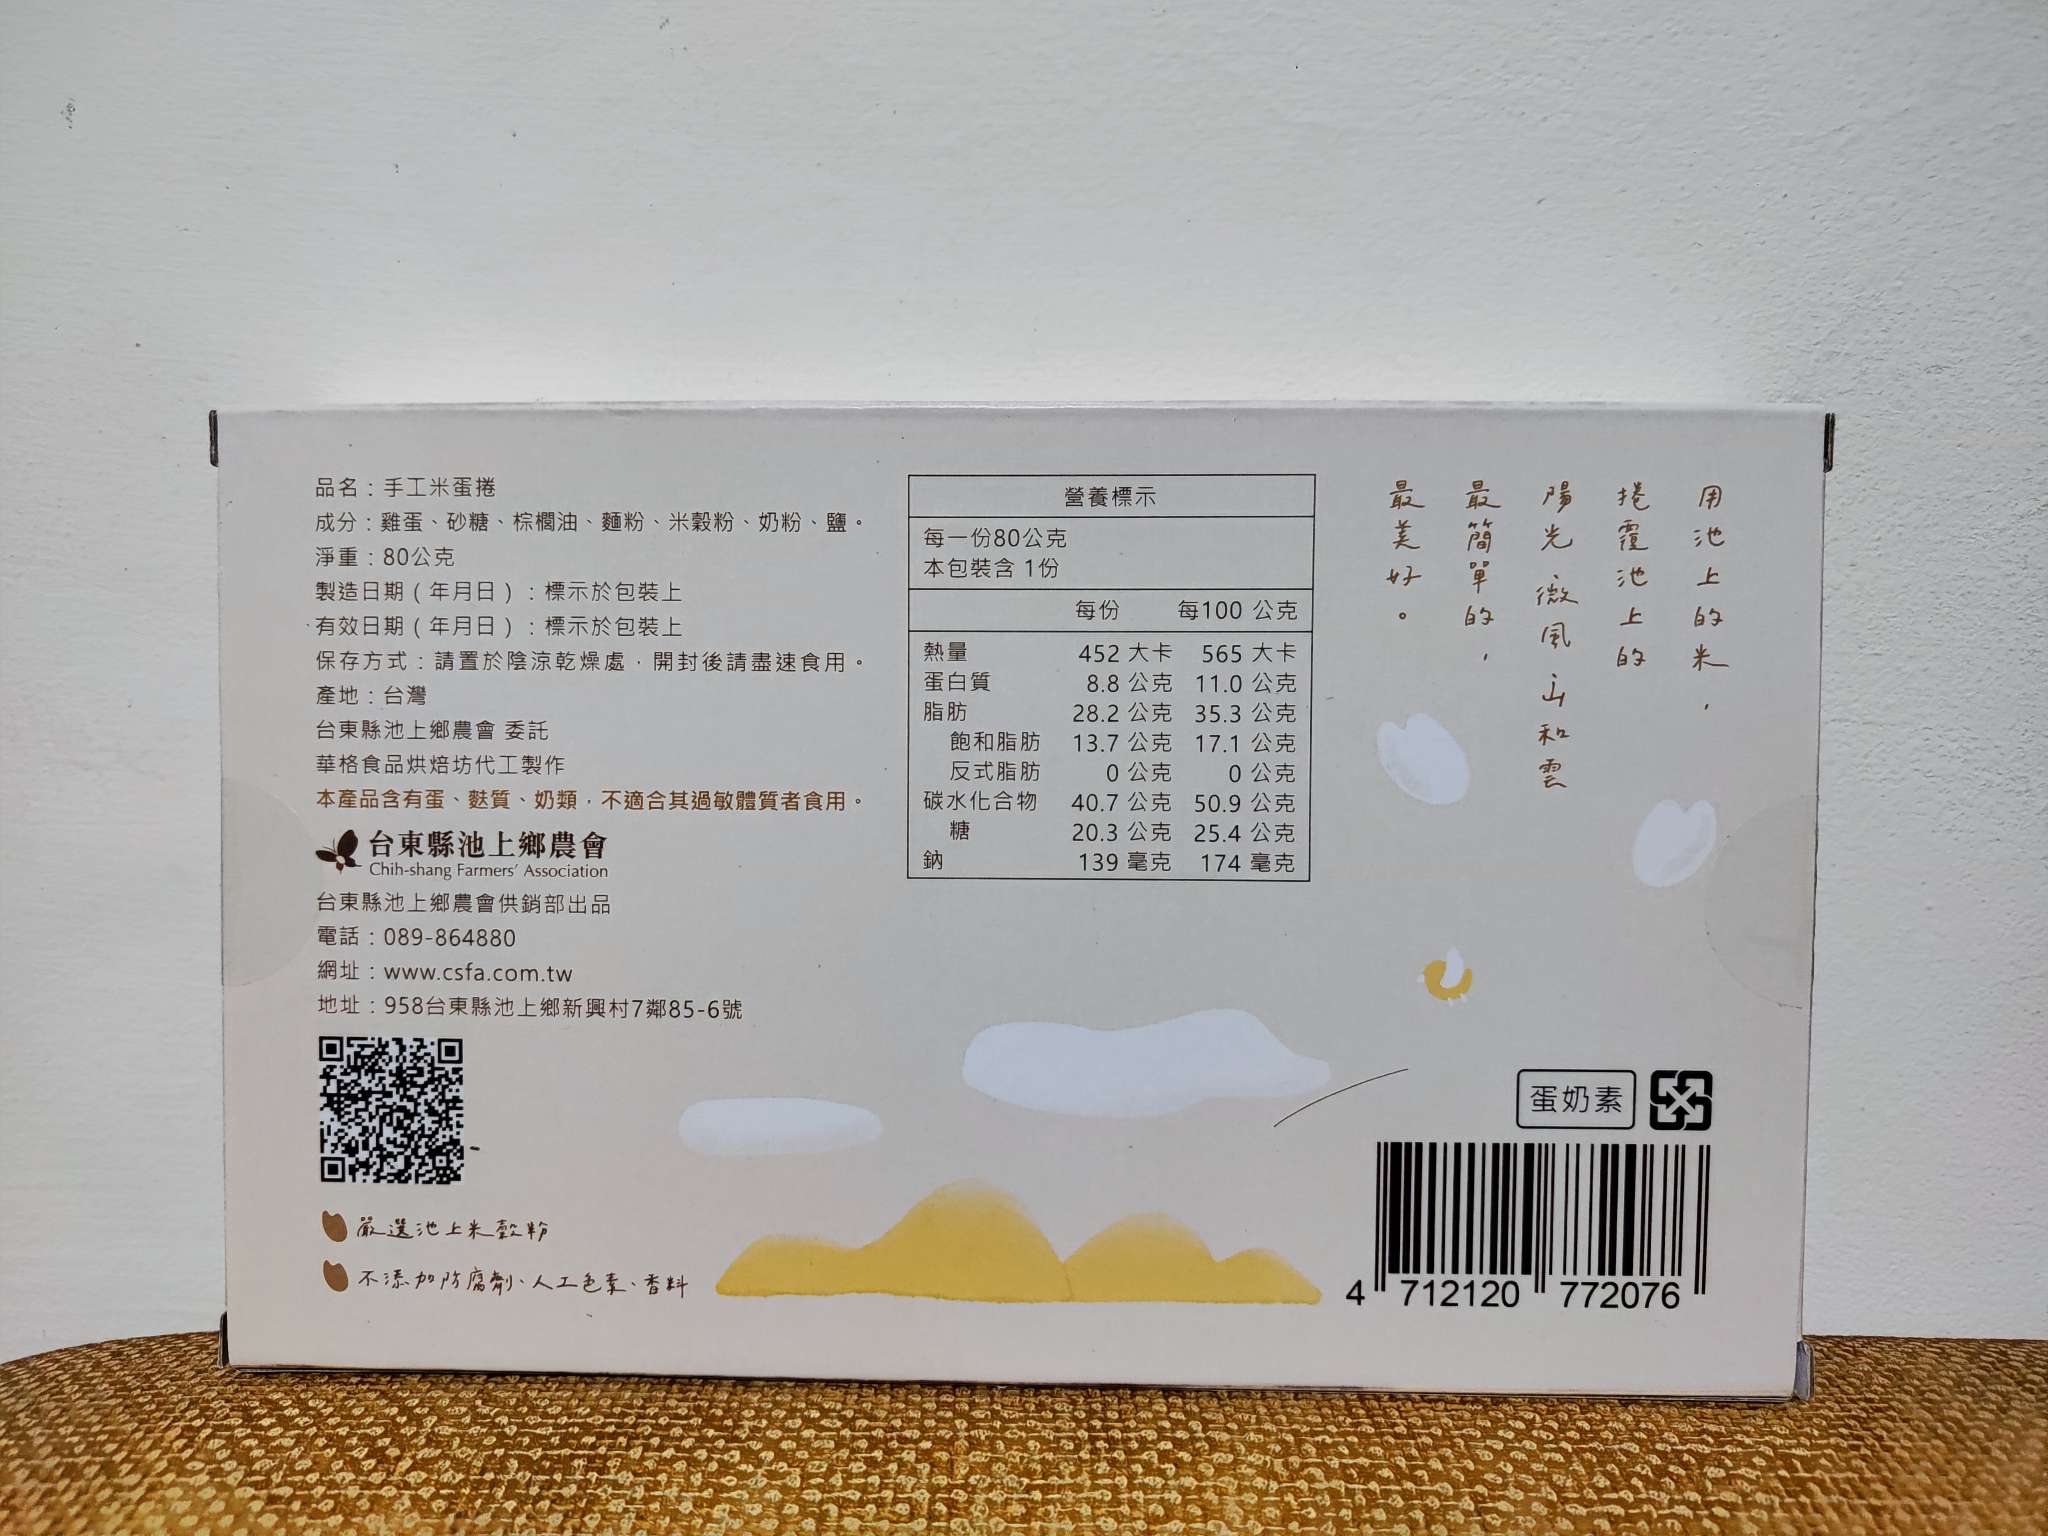 品名：手工米蛋捲
成分：雞蛋、砂糖、棕櫚油、麵粉、米穀粉、奶粉、鹽。
淨重：80公克
製造日期（年月日）：標示於包裝上
有效日期（年月日）：標示於包裝上
保存方式：請置於陰涼乾燥處，開封後請盡速食用。
產地：台灣
台東縣池上鄉農會 委託
華格食品烘焙坊代工製作
本產品含有蛋、麩質、奶類，不適合其過敏體質者食用。
台東縣池上鄉農會
Chih-shang Farmers' Association
台東縣池上鄉農會供銷部出品
電話：089-864880
網址：www.csfa.com.tw
地址：958台東縣池上鄉新興村7鄰85-6號
嚴選池上米穀粉
不添加防腐劑、人工色素、香料
營養標示
每一份80公克
本包裝含 1份
每份 每100 公克
熱量 452 大卡 565 大卡
蛋白質 8.8 公克 11.0 公克
脂肪 28.2 公克 35.3 公克
飽和脂肪 13.7 公克 17.1 公克
反式脂肪 0 公克 0 公克
碳水化合物 40.7 公克 50.9 公克
糖 20.3 公克 25.4 公克
鈉 139 毫克 174 毫克
用池上的米，
捲覆池上的
陽光、微風、山和雲
最簡單的，
最美好。
蛋奶素
4 712120 772076